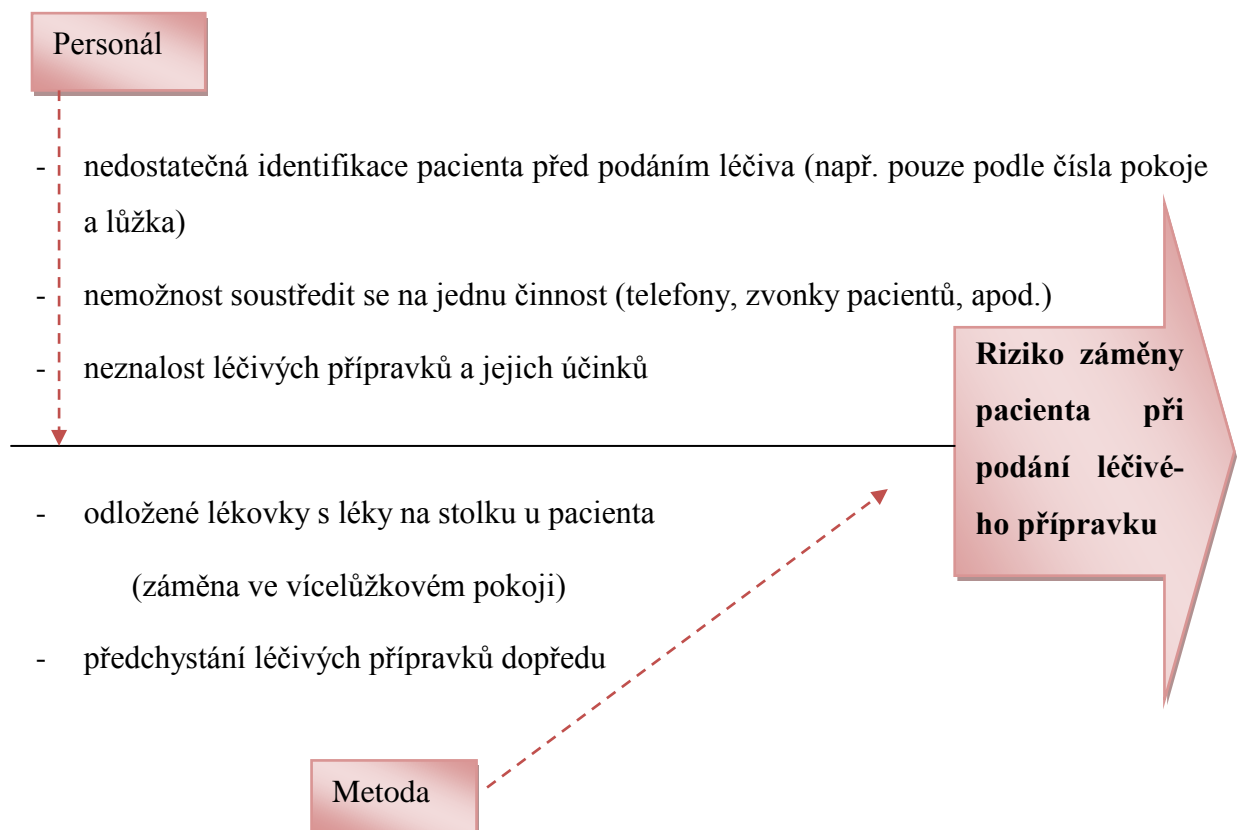 Personál
- nedostatečná identifikace pacienta před podáním léčiva (např. pouze podle čísla pokoje
a lůžka)
- nemožnost soustředit se na jednu činnost (telefony, zvonky pacientů, apod.)
- neznalost léčivých přípravků a jejich účinků
Riziko záměny
pacienta při
podání léčivé-
ho přípravku
- odložené lékovky s léky na stolku u pacienta
(záměna ve vícelůžkovém pokoji)
- předchystání léčivých přípravků dopředu
Metoda